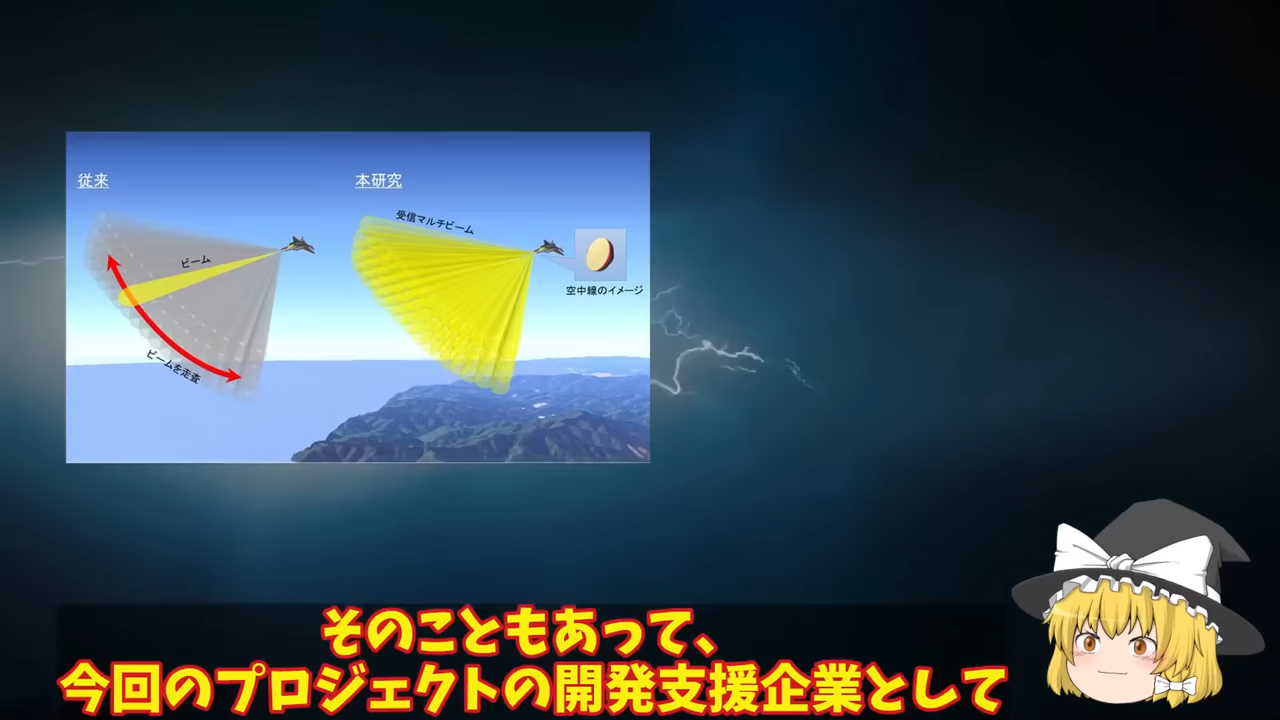 従来
本研究
受信マルチビーム
ビーム
空中線のイメージ
ビームを走査
そのこともあって、
今回のプロジェクトの開発支援企業として